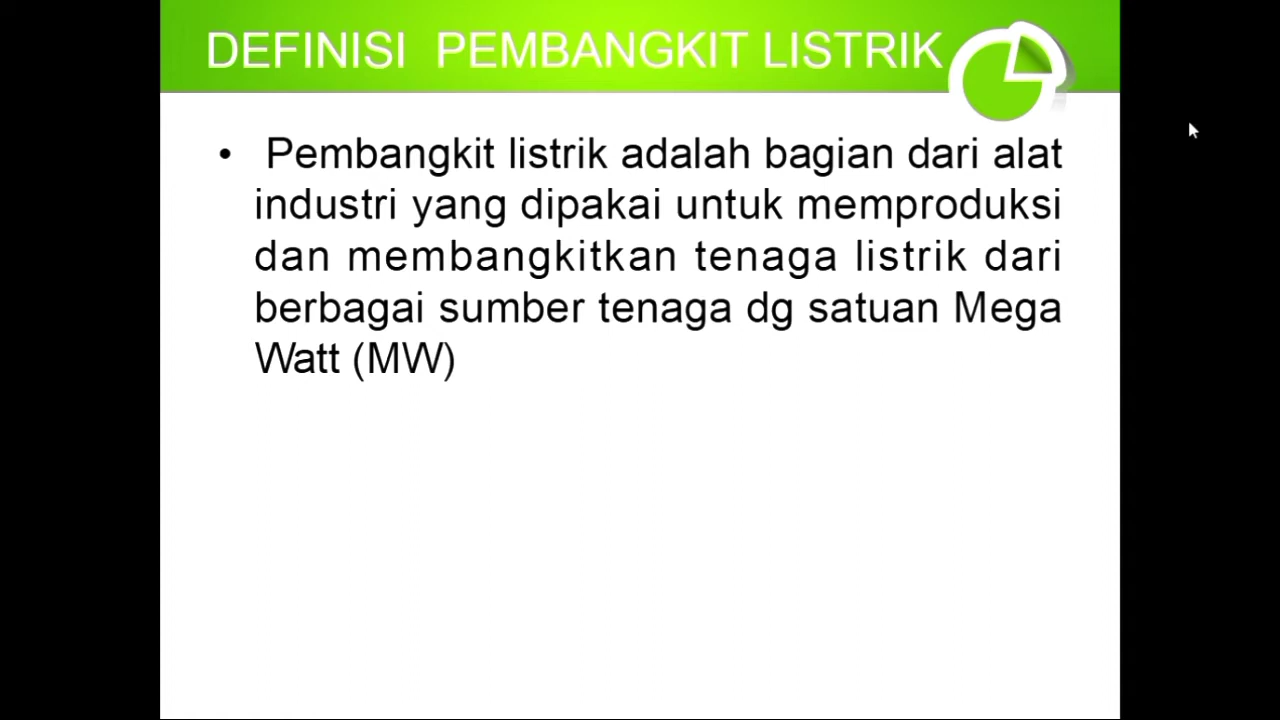 DEFINISI PEMBANGKIT LISTRIK
• Pembangkit listrik adalah bagian dari alat
industri yang dipakai untuk memproduksi
dan membangkitkan tenaga listrik dari
berbagai sumber tenaga dg satuan Mega
Watt (MW)